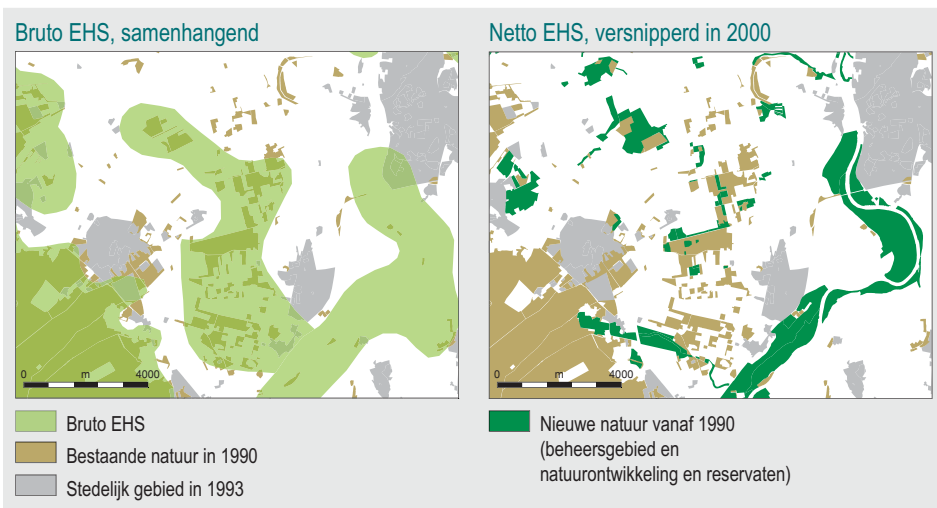 Bruto EHS, samenhangend
0 m 4000
Bruto EHS
Bestaande natuur in 1990
Stedelijk gebied in 1993
Netto EHS, versnipperd in 2000
0 m 4000
Nieuwe natuur vanaf 1990
(beheersgebied en
natuurontwikkeling en reservaten)